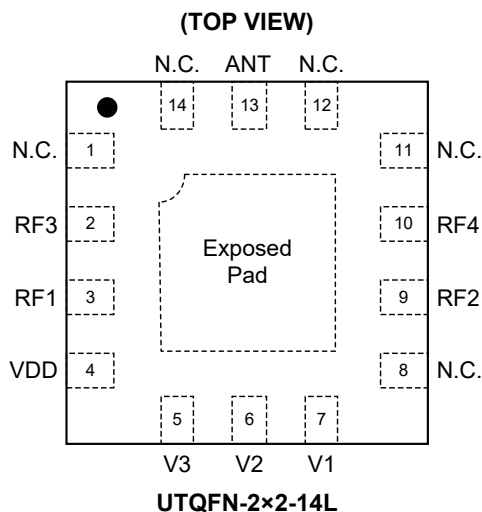 (TOP VIEW)
N.C. ANT N.C.
14 13 12
N.C. 1 11 N.C.
RF3 2 10 RF4
Exposed
Pad
RF1 3 9 RF2
VDD 4 8 N.C.
5 6 7
V3 V2 V1
UTQFN-2×2-14L